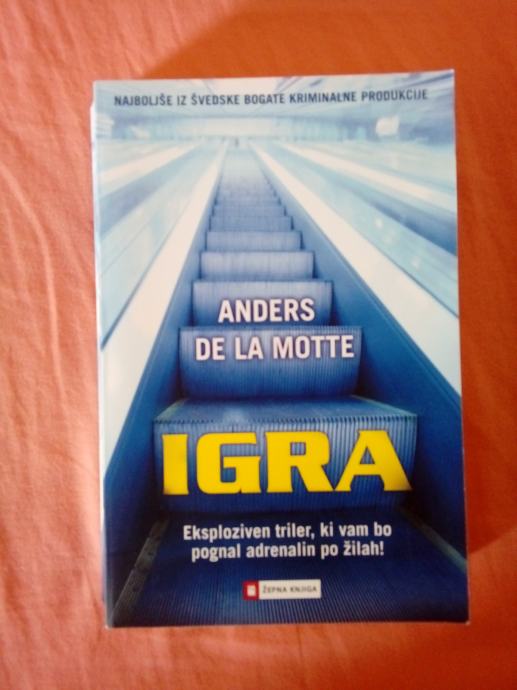 NAJBOLJŠE IZ ŠVEDSKE BOGATE KRIMINALNE PRODUKCIJE
ANDERS
DE LA MOTTE
IGRA
Eksploziven triler, ki vam bo
pognal adrenalin po žilah!
ŽEPNA KNJIGA